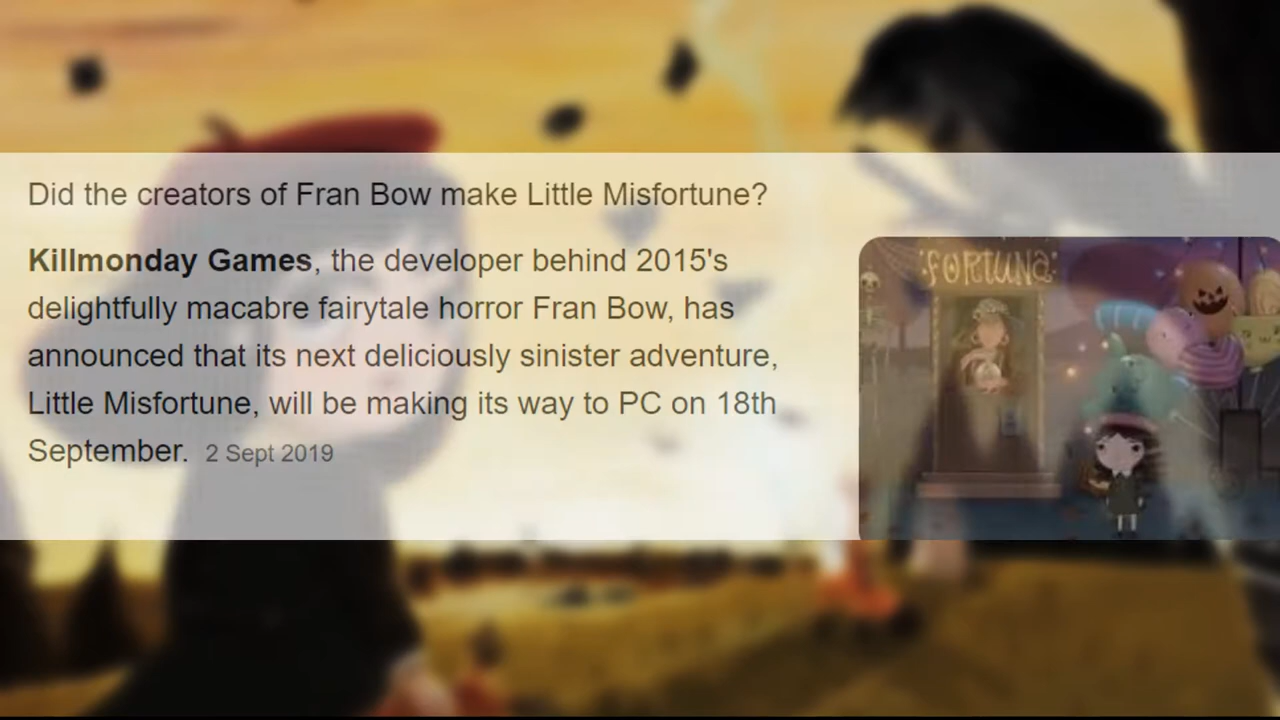 Did the creators of Fran Bow make Little Misfortune?
Killmonday Games, the developer behind 2015's
delightfully macabre fairytale horror Fran Bow, has
announced that its next deliciously sinister adventure,
Little Misfortune, will be making its way to PC on 18th
September. 2 Sept 2019
FORTUNA